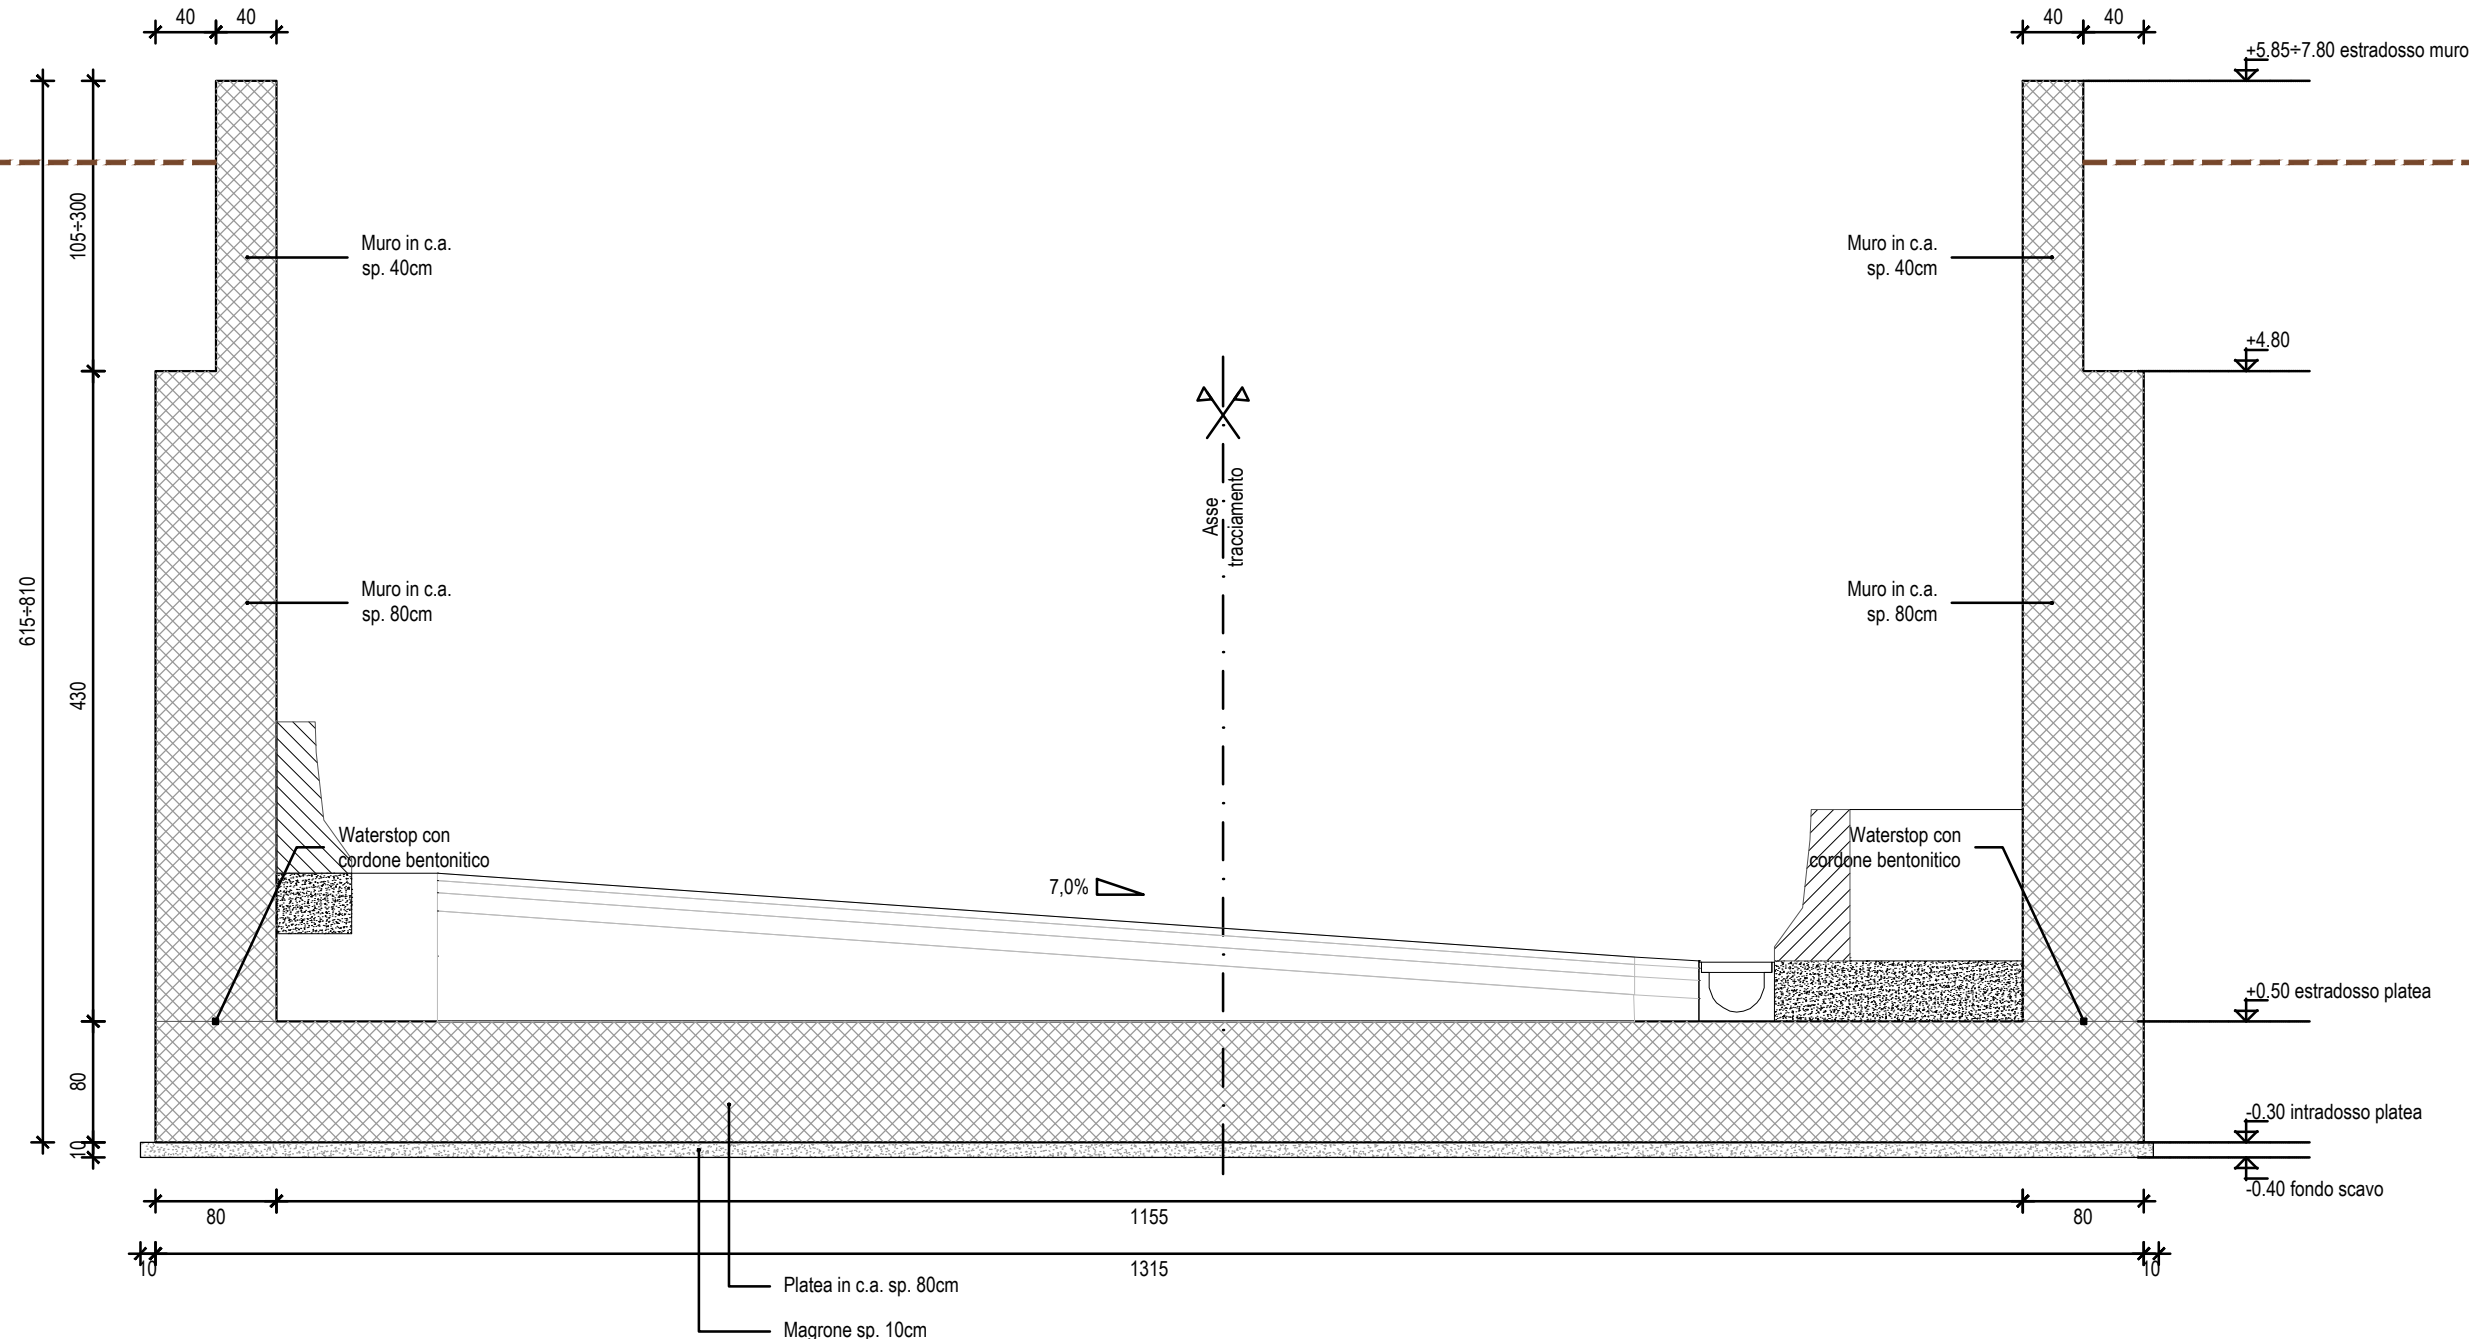 40
40
40
40
+5.85÷7.80 estradosso muro
105÷300
Muro in c.a.
sp. 40cm
Muro in c.a.
sp. 40cm
+4.80
Asse
tracciamento
615÷810
Muro in c.a.
sp. 80cm
Muro in c.a.
sp. 80cm
430
Waterstop con
cordone bentonitico
Waterstop con
cordone bentonitico
7,0%
+0.50 estradosso platea
80
-0.30 intradosso platea
10
-0.40 fondo scavo
80
1155
80
10
1315
10
Platea in c.a. sp. 80cm
Magrone sp. 10cm